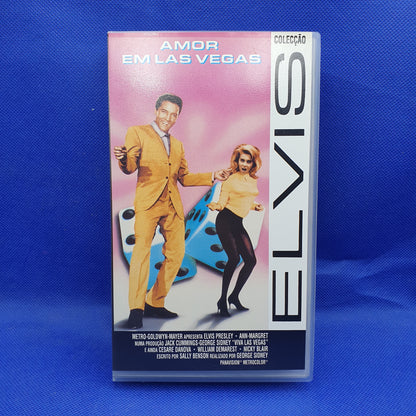 AMOR
EM LAS VEGAS
COLECÇÃO
ELVIS
METRO-GOLDWYN-MAYER APRESENTA ELVIS PRESLEY • ANN-MARGRET
NUMA PRODUÇÃO JACK CUMMINGS-GEORGE SIDNEY "VIVA LAS VEGAS"
E AINDA CESARE DANOVA • WILLIAM DEMAREST • NICKY BLAIR
ESCRITO POR SALLY BENSON REALIZADO POR GEORGE SIDNEY
PANAVISION® METROCOLOR®